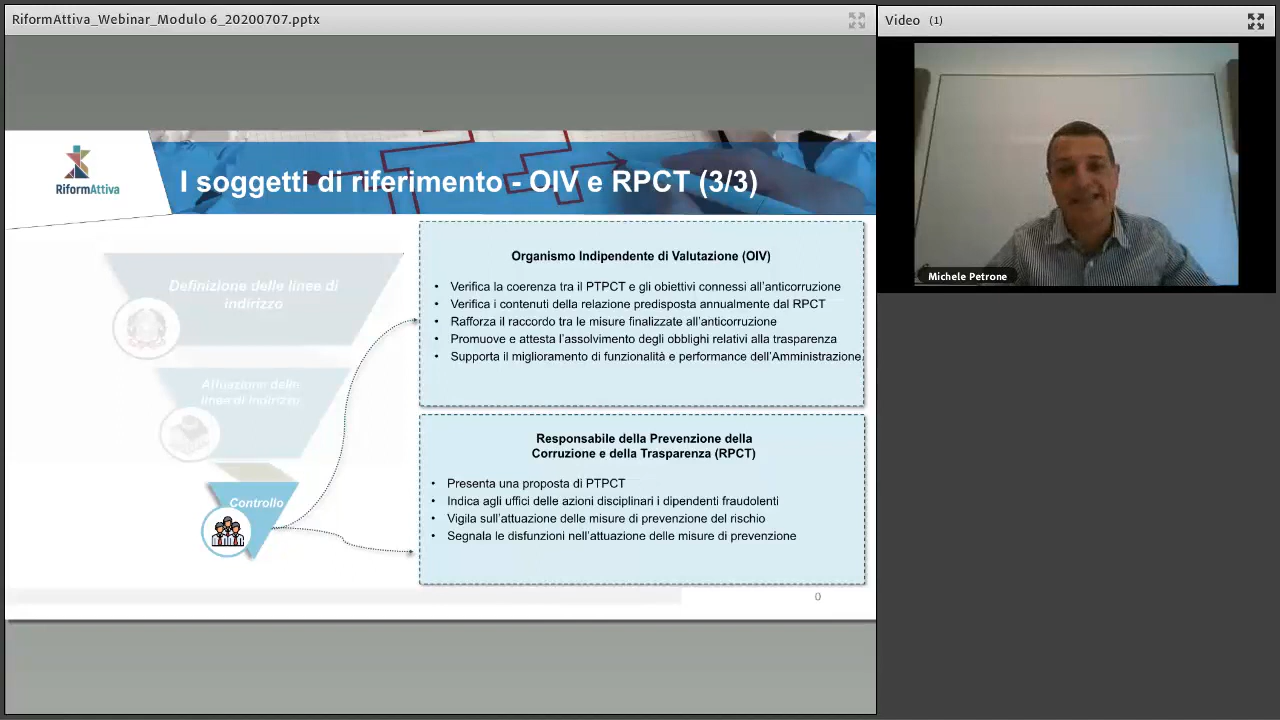 RiformAttiva_Webinar_Modulo 6_20200707.pptx
Video (1)
Michele Petrone
RiformAttiva
I soggetti di riferimento - OIV e RPCT (3/3)
Definizione delle linee di
indirizzo
Attuazione delle
linee di indirizzo
Controllo
Organismo Indipendente di Valutazione (OIV)
• Verifica la coerenza tra il PTPCT e gli obiettivi connessi all'anticorruzione
• Verifica i contenuti della relazione predisposta annualmente dal RPCT
• Rafforza il raccordo tra le misure finalizzate all'anticorruzione
• Promuove e attesta l'assolvimento degli obblighi relativi alla trasparenza
• Supporta il miglioramento di funzionalità e performance dell'Amministrazione.
Responsabile della Prevenzione della
Corruzione e della Trasparenza (RPCT)
• Presenta una proposta di PTPCT
• Indica agli uffici delle azioni disciplinari i dipendenti fraudolenti
• Vigila sull'attuazione delle misure di prevenzione del rischio
• Segnala le disfunzioni nell'attuazione delle misure di prevenzione
0